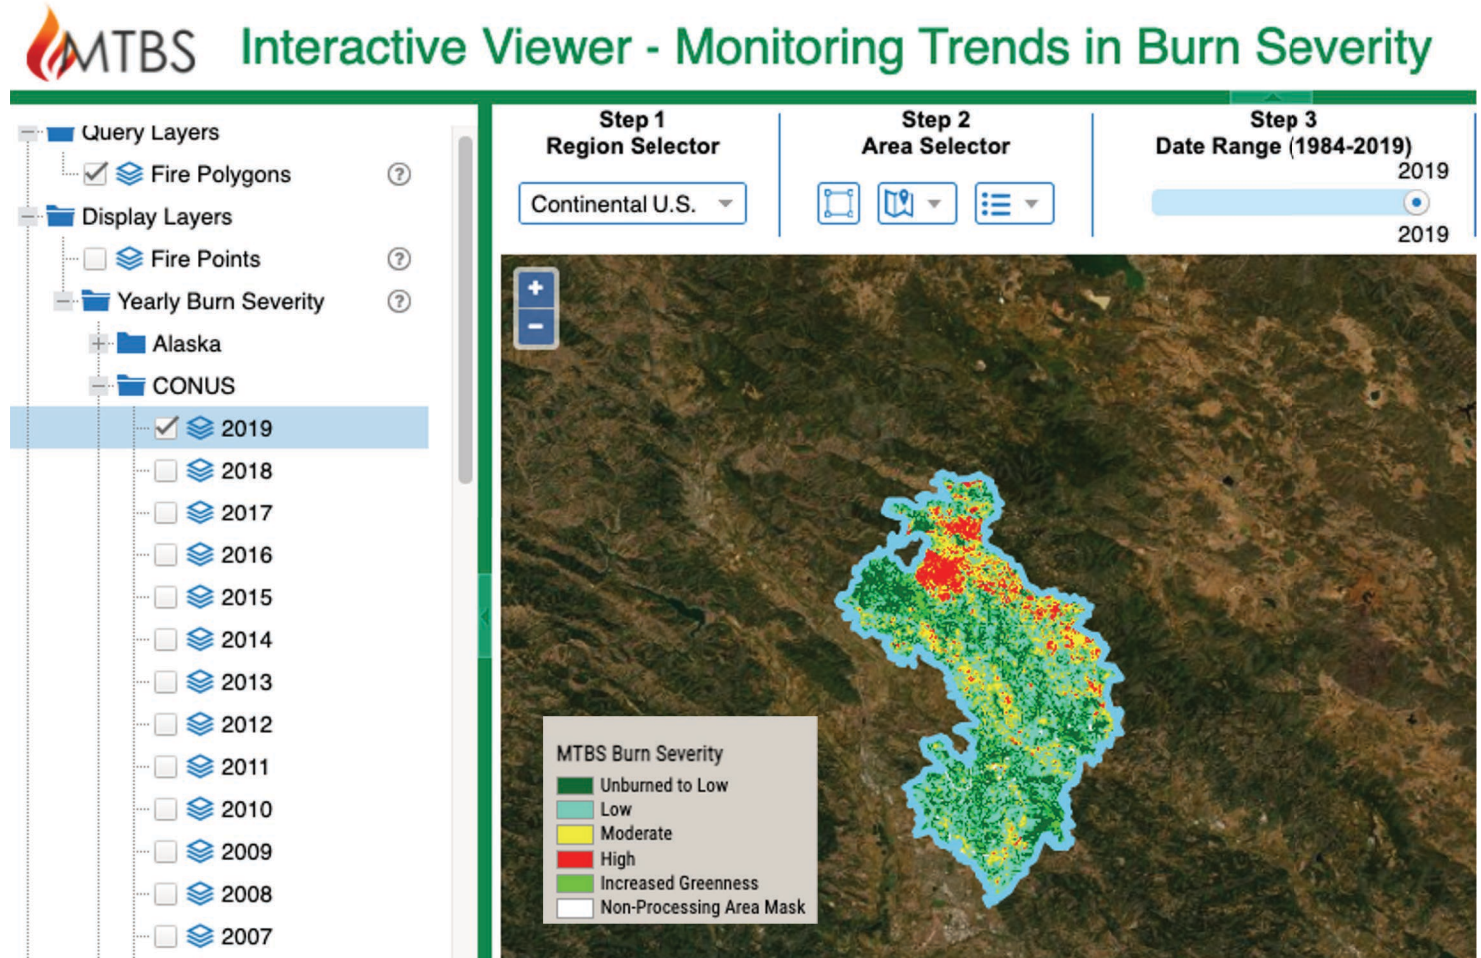 MTBS
Interactive Viewer - Monitoring Trends in Burn Severity
Query Layers
Fire Polygons ?
Display Layers
Fire Points ?
Yearly Burn Severity ?
Alaska
CONUS
2019
2018
2017
2016
2015
2014
2013
2012
2011
2010
2009
2008
2007
Step 1
Region Selector
Continental U.S.
Step 2
Area Selector
Step 3
Date Range (1984-2019)
2019
2019
+
-
MTBS Burn Severity
Unburned to Low
Low
Moderate
High
Increased Greenness
Non-Processing Area Mask